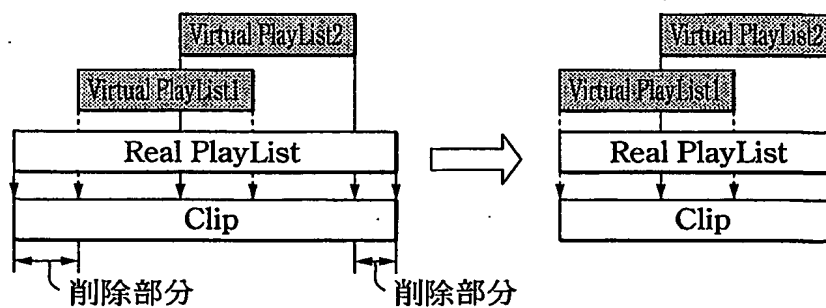 Virtual PlayList2
Virtual PlayList1
Real PlayList
Clip
削除部分
削除部分
Virtual PlayList2
Virtual PlayList1
Real PlayList
Clip